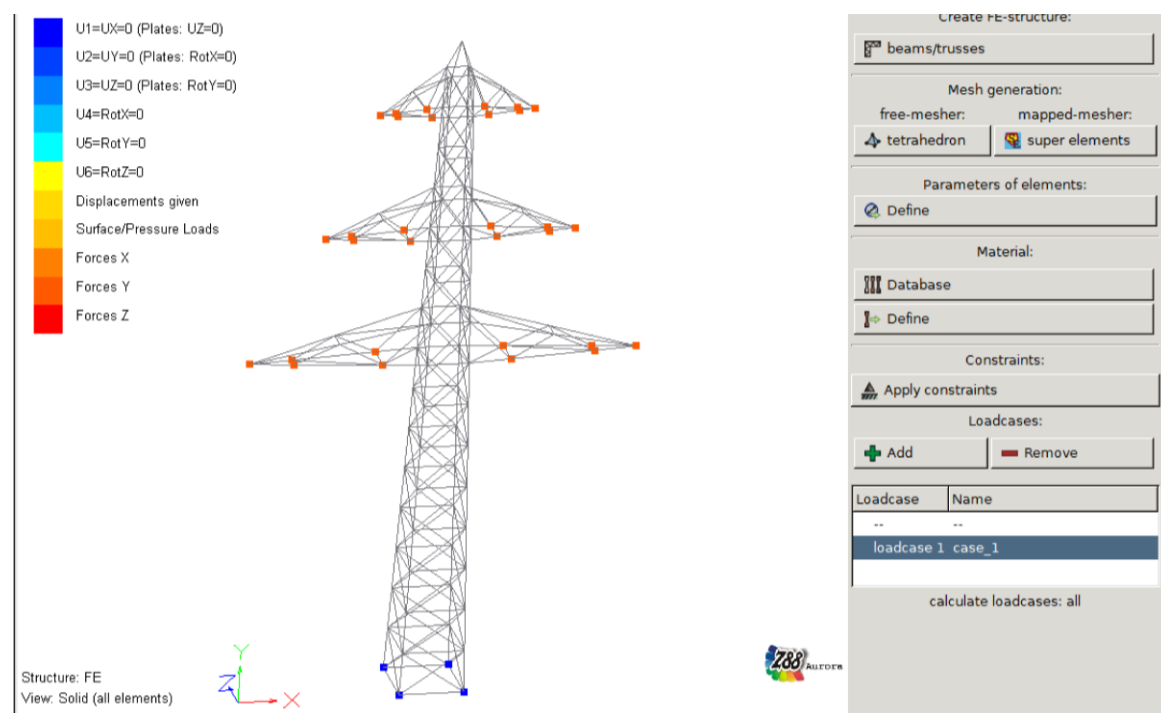 U1=UX=0 (Plates: UZ=0)
U2=UY=0 (Plates: RotX=0)
U3=UZ=0 (Plates: RotY=0)
U4=RotX=0
U5=RotY=0
U6=RotZ=0
Displacements given
Surface/Pressure Loads
Forces X
Forces Y
Forces Z
Y
Z
X
Structure: FE
View: Solid (all elements)
Z88 Aurora
Create FE-structure:
beams/trusses
Mesh generation:
free-mesher: mapped-mesher:
tetrahedron super elements
Parameters of elements:
Define
Material:
Database
Define
Constraints:
Apply constraints
Loadcases:
Add Remove
Loadcase Name
-- --
loadcase 1 case_1
calculate loadcases: all